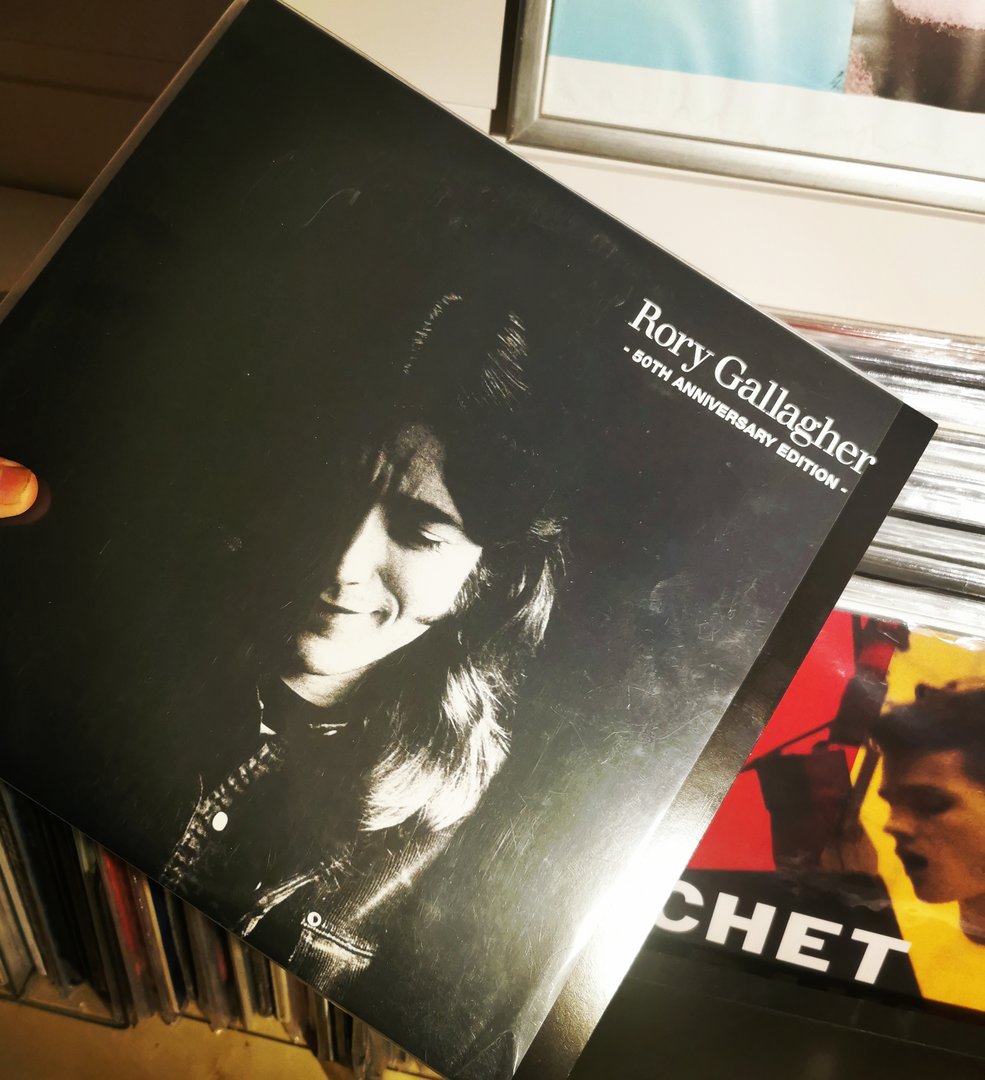 Rory Gallagher
- 50TH ANNIVERSARY EDITION -
CHET